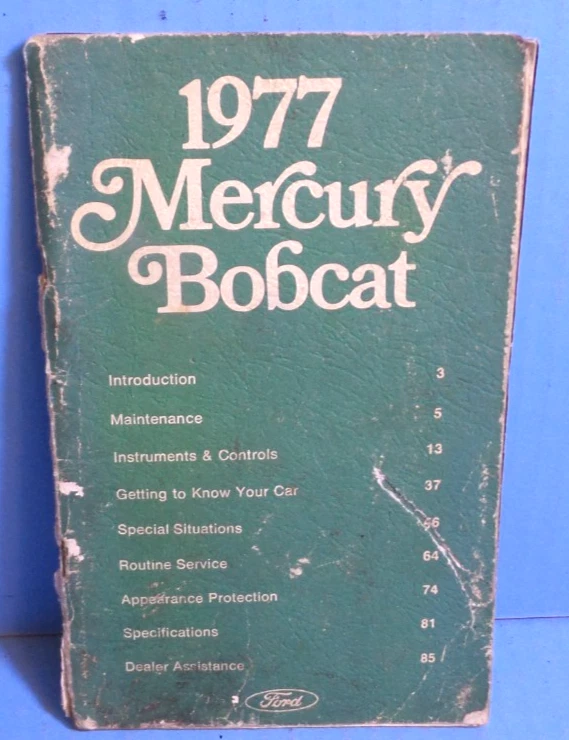 1977
Mercury
Bobcat
Introduction 3
Maintenance 5
Instruments & Controls 13
Getting to Know Your Car 37
Special Situations
Routine Service 64
Appearance Protection 74
Specifications 81
Dealer Assistance 85
Ford